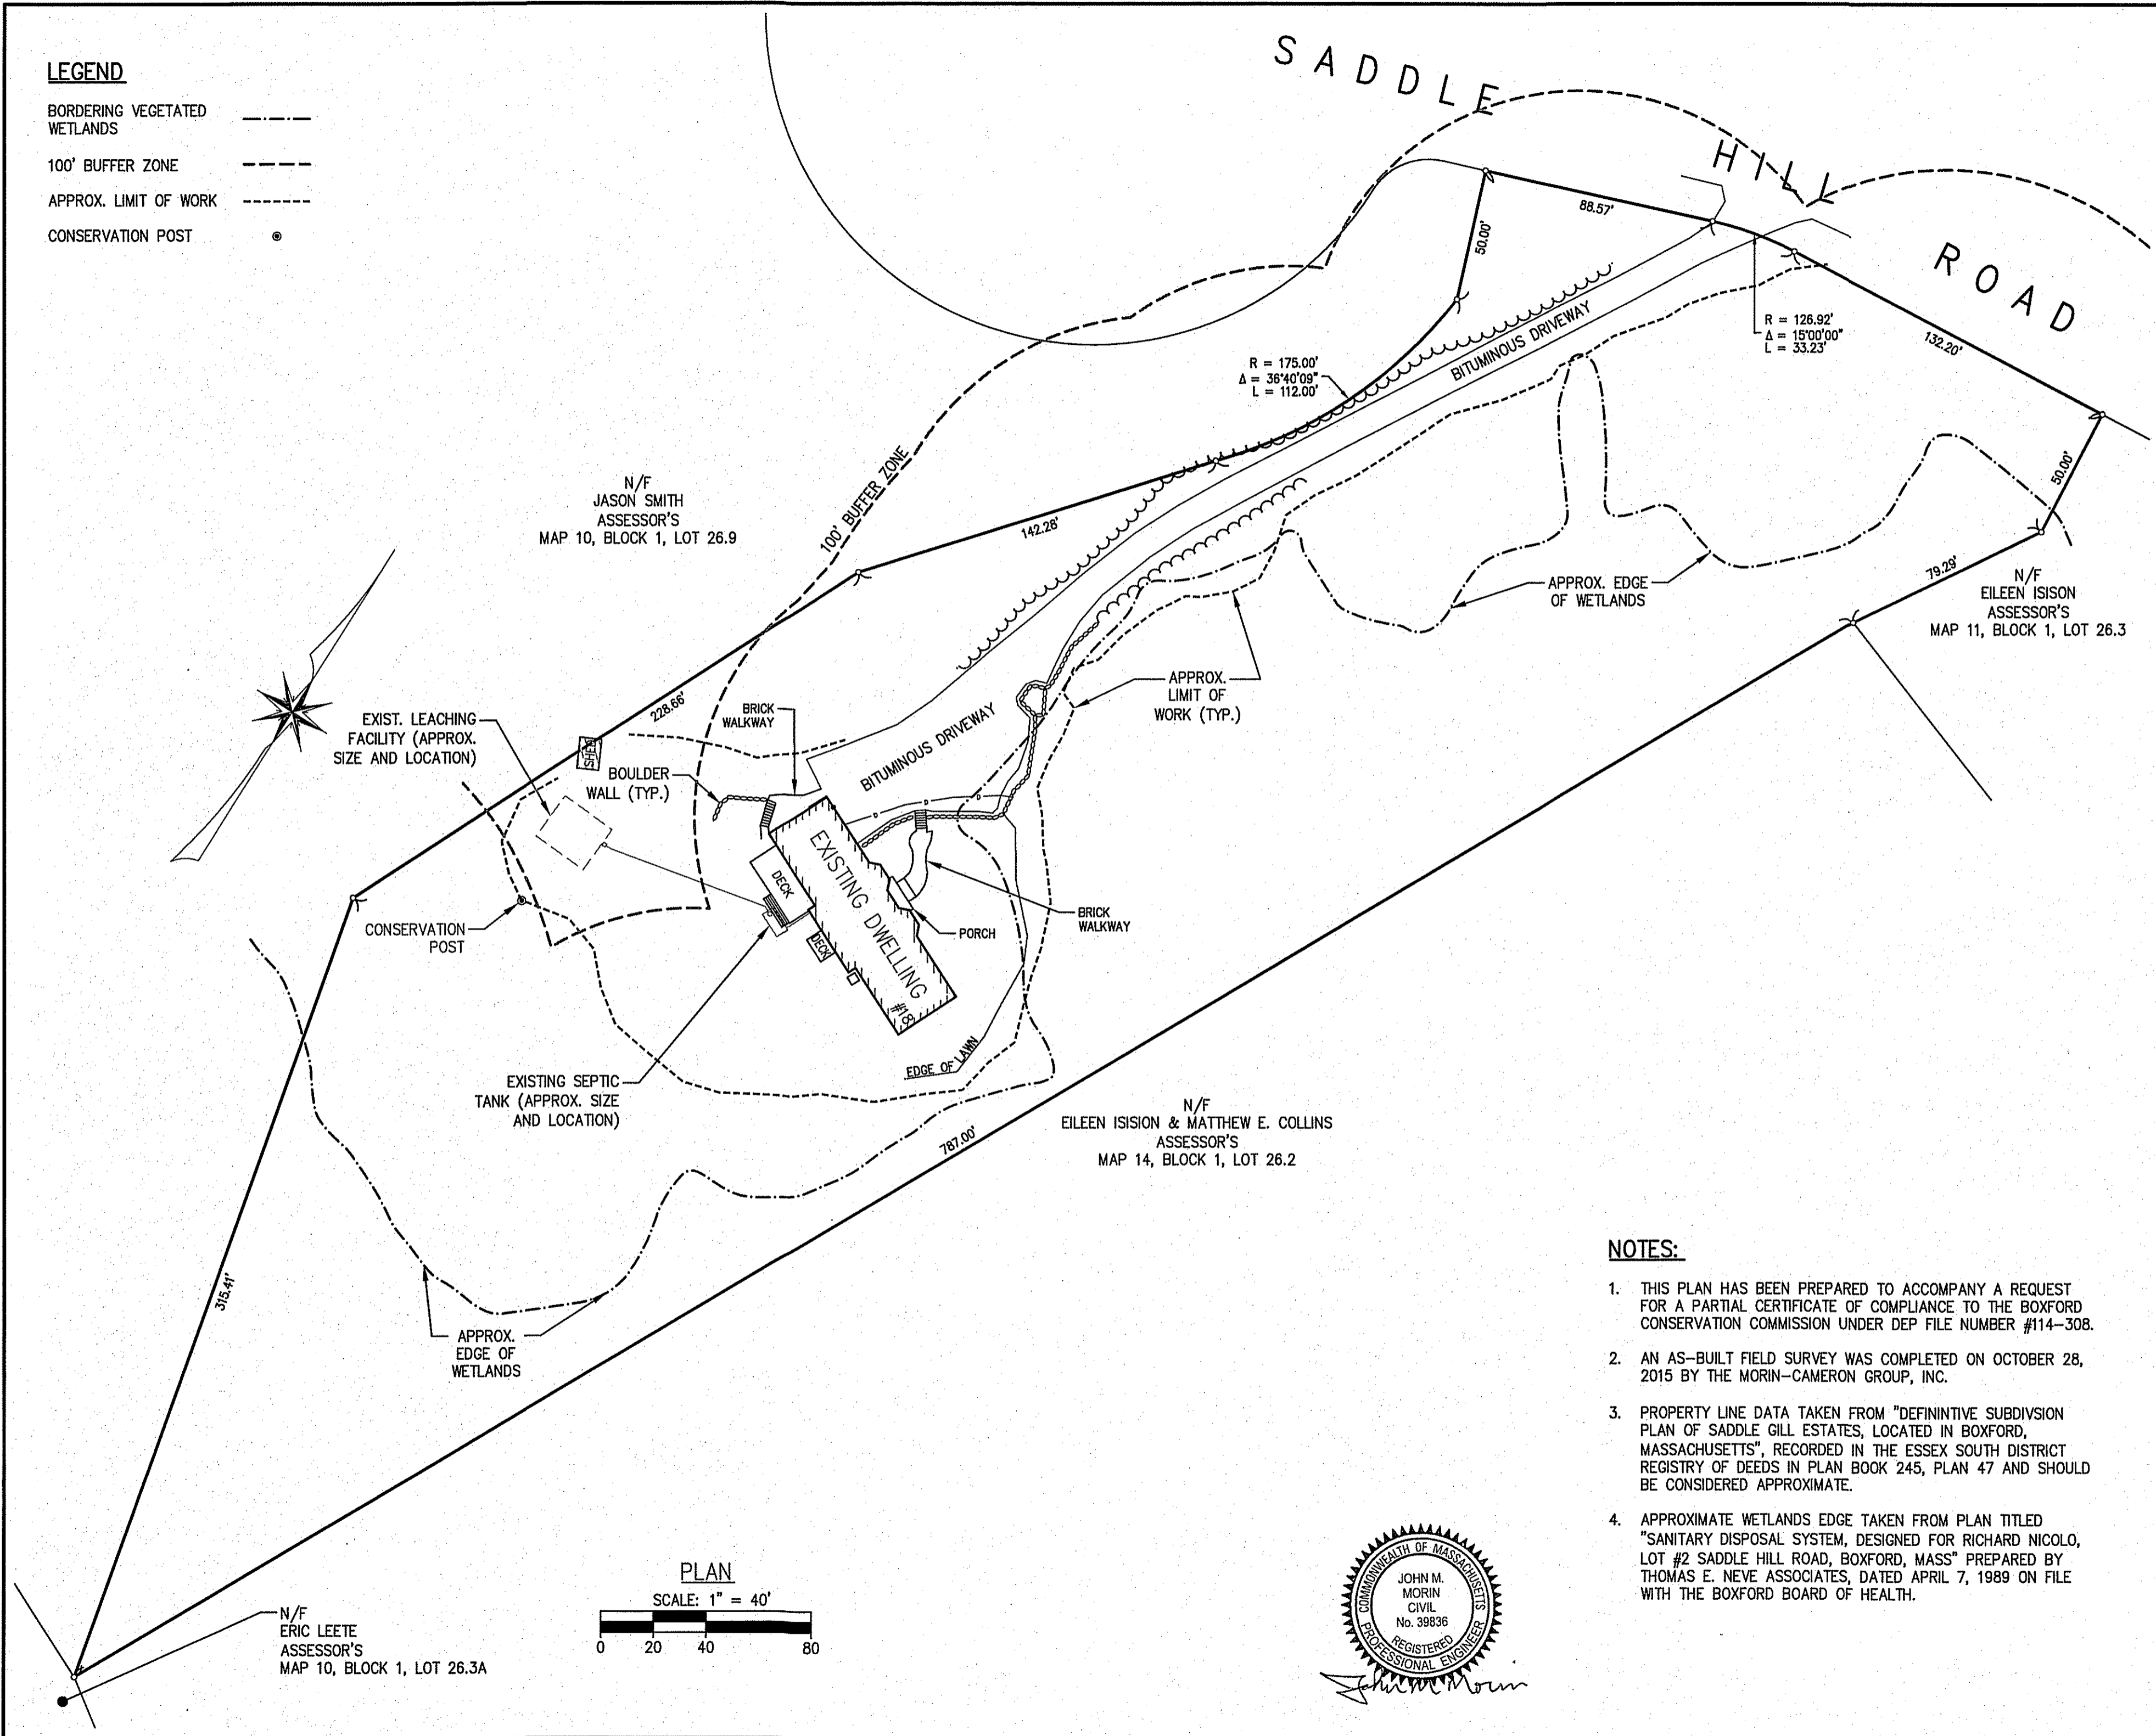 LEGEND
BORDERING VEGETATED
WETLANDS
100' BUFFER ZONE
APPROX. LIMIT OF WORK
CONSERVATION POST
SADDLE HILL ROAD
88.57'
50.00'
R = 126.92'
Δ = 15°00'00"
L = 33.23'
132.20'
50.00'
R = 175.00'
Δ = 36°40'09"
L = 112.00'
BITUMINOUS DRIVEWAY
100' BUFFER ZONE
N/F
JASON SMITH
ASSESSOR'S
MAP 10, BLOCK 1, LOT 26.9
142.28'
APPROX. EDGE
OF WETLANDS
79.29'
N/F
EILEEN ISISON
ASSESSOR'S
MAP 11, BLOCK 1, LOT 26.3
APPROX.
LIMIT OF
WORK (TYP.)
228.66'
BRICK
WALKWAY
EXIST. LEACHING
FACILITY (APPROX.
SIZE AND LOCATION)
SHED
BOULDER
WALL (TYP.)
BITUMINOUS DRIVEWAY
D
D
D
EXISTING DWELLING
#18
DECK
DECK
PORCH
BRICK
WALKWAY
CONSERVATION
POST
EDGE OF LAWN
EXISTING SEPTIC
TANK (APPROX. SIZE
AND LOCATION)
N/F
EILEEN ISISION & MATTHEW E. COLLINS
ASSESSOR'S
MAP 14, BLOCK 1, LOT 26.2
787.00'
315.41'
APPROX.
EDGE OF
WETLANDS
N/F
ERIC LEETE
ASSESSOR'S
MAP 10, BLOCK 1, LOT 26.3A
PLAN
SCALE: 1" = 40'
0 20 40 80
COMMONWEALTH OF MASSACHUSETTS
JOHN M.
MORIN
CIVIL
No. 39836
REGISTERED
PROFESSIONAL ENGINEER
John M Morin
NOTES:
1. THIS PLAN HAS BEEN PREPARED TO ACCOMPANY A REQUEST
FOR A PARTIAL CERTIFICATE OF COMPLIANCE TO THE BOXFORD
CONSERVATION COMMISSION UNDER DEP FILE NUMBER #114-308.
2. AN AS-BUILT FIELD SURVEY WAS COMPLETED ON OCTOBER 28,
2015 BY THE MORIN-CAMERON GROUP, INC.
3. PROPERTY LINE DATA TAKEN FROM "DEFININTIVE SUBDIVSION
PLAN OF SADDLE GILL ESTATES, LOCATED IN BOXFORD,
MASSACHUSETTS", RECORDED IN THE ESSEX SOUTH DISTRICT
REGISTRY OF DEEDS IN PLAN BOOK 245, PLAN 47 AND SHOULD
BE CONSIDERED APPROXIMATE.
4. APPROXIMATE WETLANDS EDGE TAKEN FROM PLAN TITLED
"SANITARY DISPOSAL SYSTEM, DESIGNED FOR RICHARD NICOLO,
LOT #2 SADDLE HILL ROAD, BOXFORD, MASS" PREPARED BY
THOMAS E. NEVE ASSOCIATES, DATED APRIL 7, 1989 ON FILE
WITH THE BOXFORD BOARD OF HEALTH.